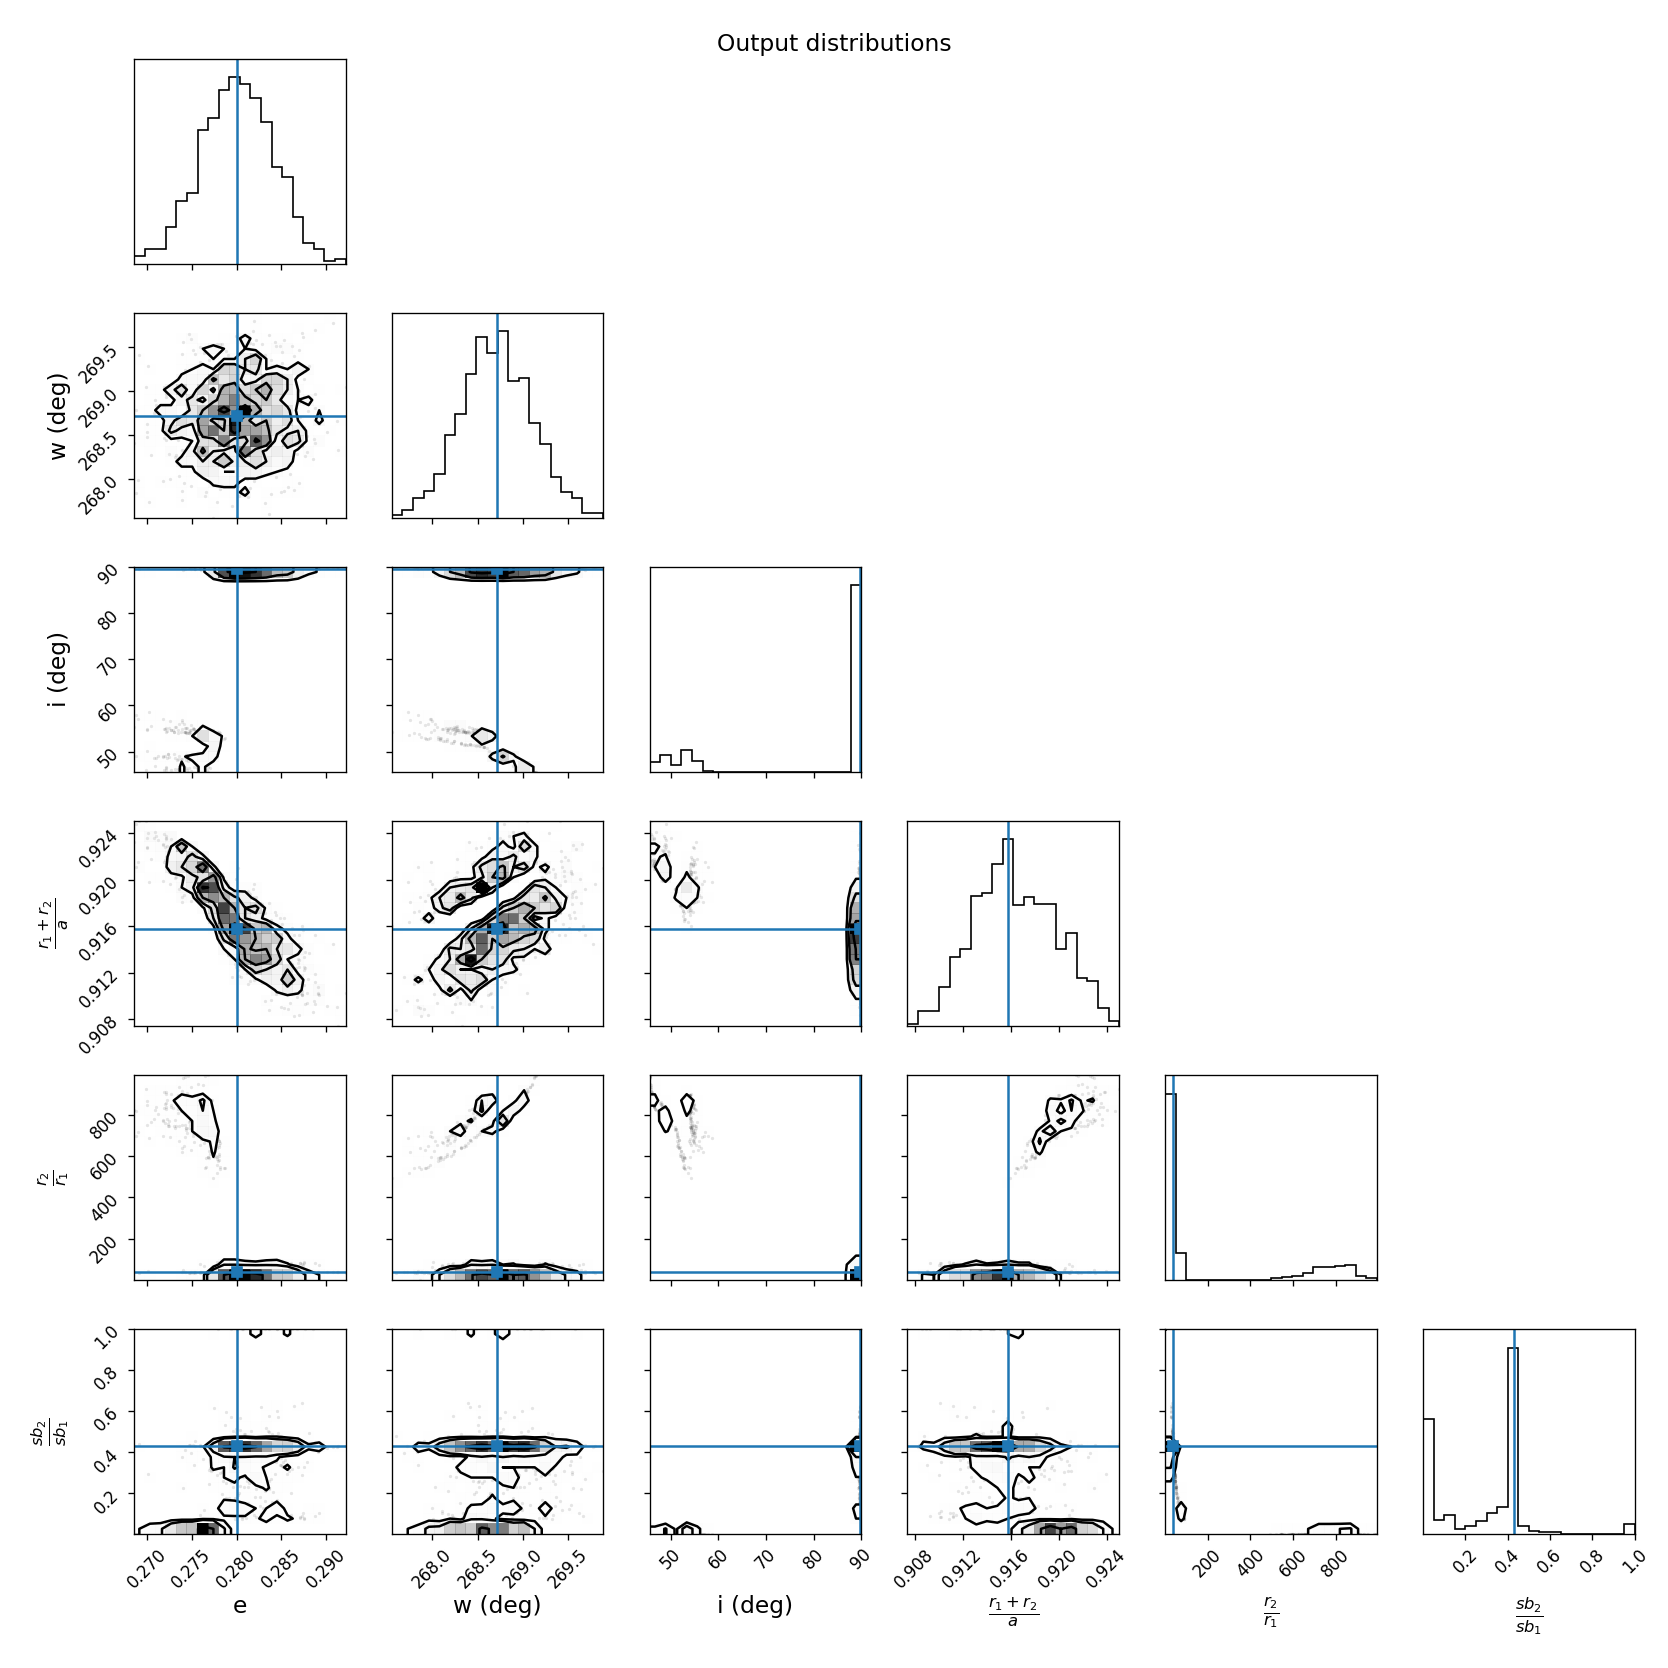 Output distributions
w (deg)
269.5
269.0
268.5
268.0
i (deg)
90
80
70
60
50
r₁ + r₂
a
0.924
0.920
0.916
0.912
0.908
r₂
r₁
800
600
400
200
sb₂
sb₁
1.0
0.8
0.6
0.4
0.2
0.270 0.275 0.280 0.285 0.290
268.0 268.5 269.0 269.5
50 60 70 80 90
0.908 0.912 0.916 0.920 0.924
200 400 600 800
0.2 0.4 0.6 0.8 1.0
e
w (deg)
i (deg)
r₁ + r₂
a
r₂
r₁
sb₂
sb₁